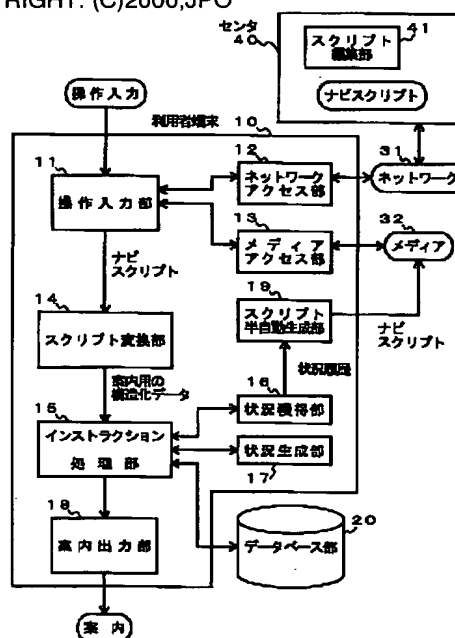 RIGHT: (C)2000,JPO
センタ
40
スクリプト
編集部
41
ナビスクリプト
操作入力
利用者端末
10
11
操作入力部
12
ネットワーク
アクセス部
31
ネットワーク
13
メディア
アクセス部
32
メディア
ナビ
スクリプト
19
スクリプト
半自動生成部
ナビ
スクリプト
14
スクリプト変換部
状況履歴
案内用の
構造化データ
16
状況獲得部
15
インストラクション
処理部
状況生成部
17
18
案内出力部
20
データベース部
案内